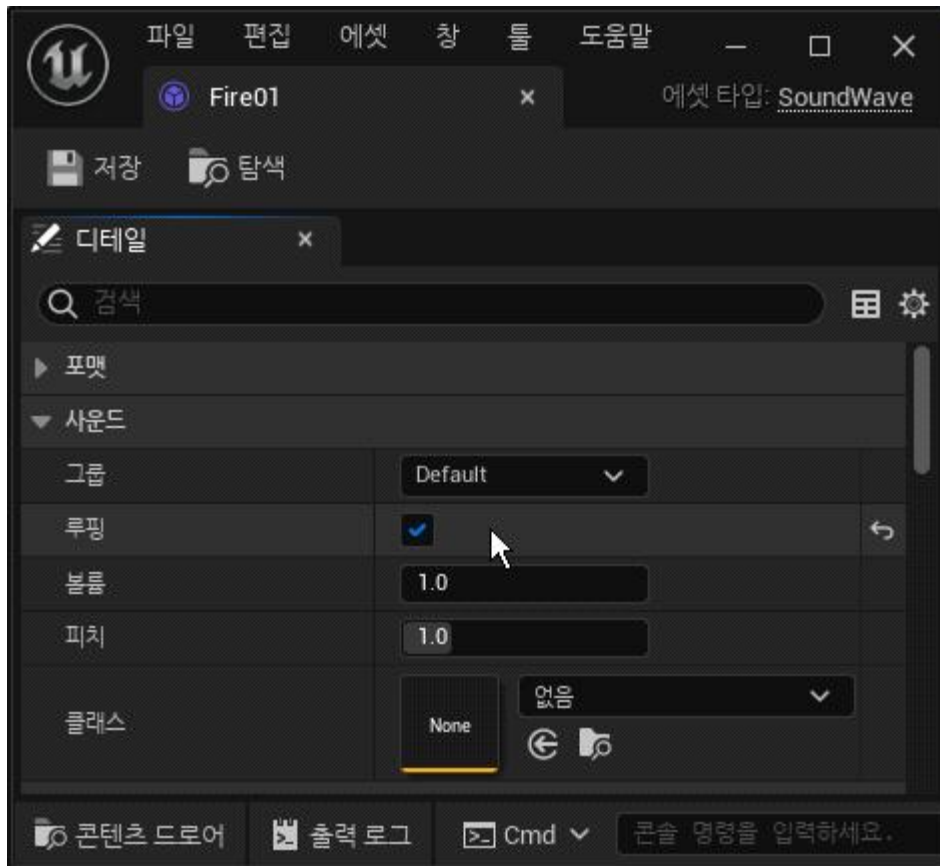 파일 편집 에셋 창 툴 도움말
Fire01
에셋 타입: SoundWave
저장 탐색
디테일
검색
포맷
사운드
그룹 Default
루핑
볼륨 1.0
피치 1.0
클래스 None 없음
콘텐츠 드로어 출력 로그 Cmd 콘솔 명령을 입력하세요.